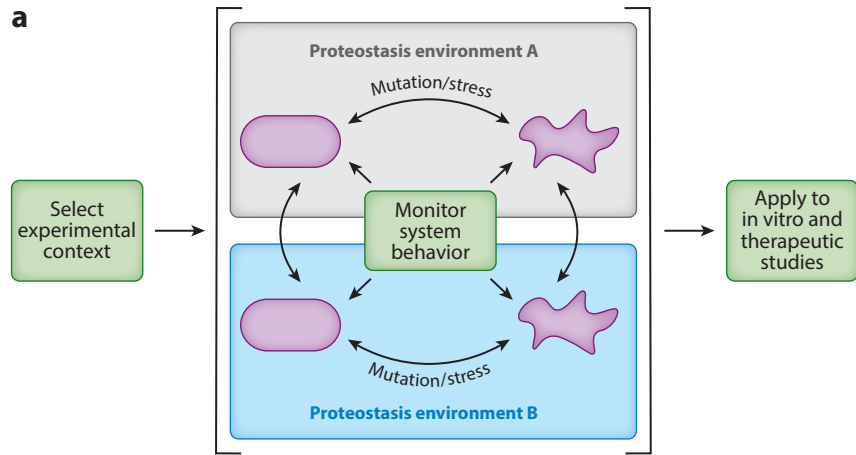 a
Proteostasis environment A
Mutation/stress
Select
experimental
context
Monitor
system
behavior
Apply to
in vitro and
therapeutic
studies
Mutation/stress
Proteostasis environment B